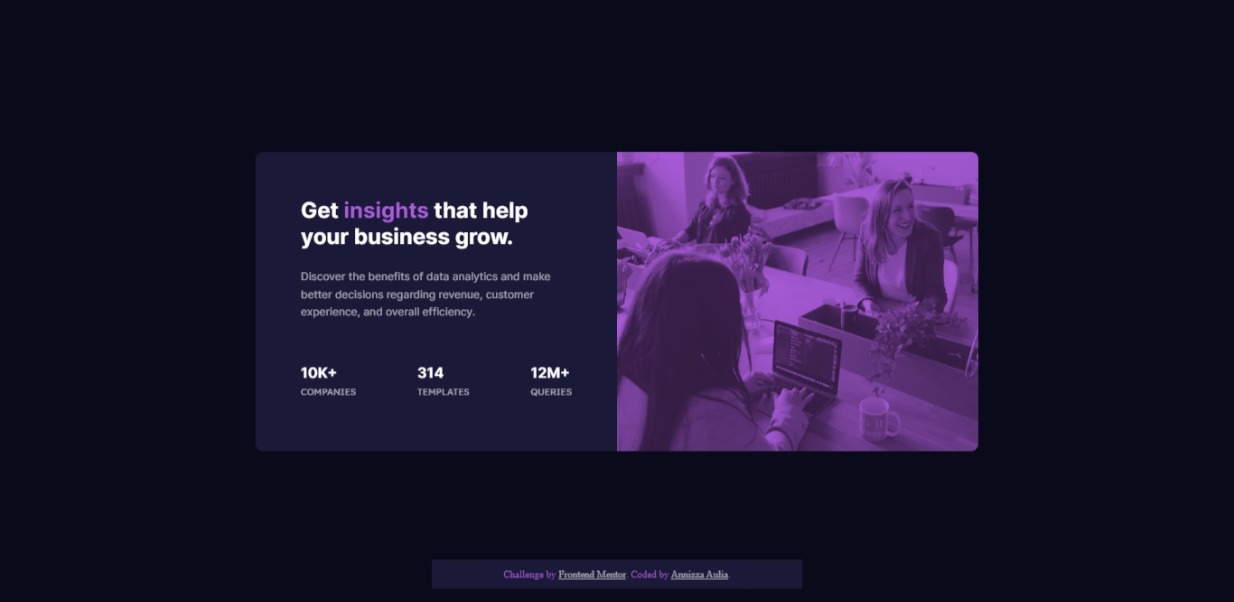 Get insights that help
your business grow.
Discover the benefits of data analytics and make
better decisions regarding revenue, customer
experience, and overall efficiency.
10K+ 314 12M+
COMPANIES TEMPLATES QUERIES
Challenge by Frontend Mentor. Coded by Annizza Aulia.